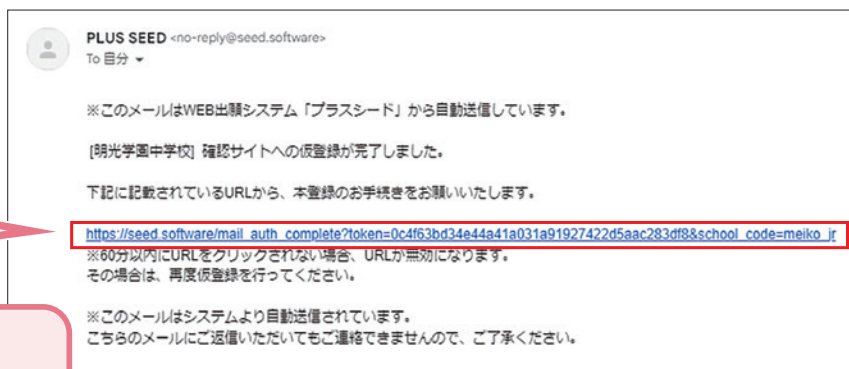 PLUS SEED <no-reply@seed.software>
To 自分
※このメールはWEB出願システム「プラスシード」から自動送信しています。
[明光学園中学校] 確認サイトへの仮登録が完了しました。
下記に記載されているURLから、本登録のお手続きをお願いいたします。
https://seed.software/mail_auth_complete?token=0c4f63bd34e44a41a031a91927422d5aac283df8&school_code=meiko_jr
※60分以内にURLをクリックされない場合、URLが無効になります。
その場合は、再度仮登録を行ってください。
※このメールはシステムより自動送信されています。
こちらのメールにご返信いただいてもご連絡できませんので、ご了承ください。